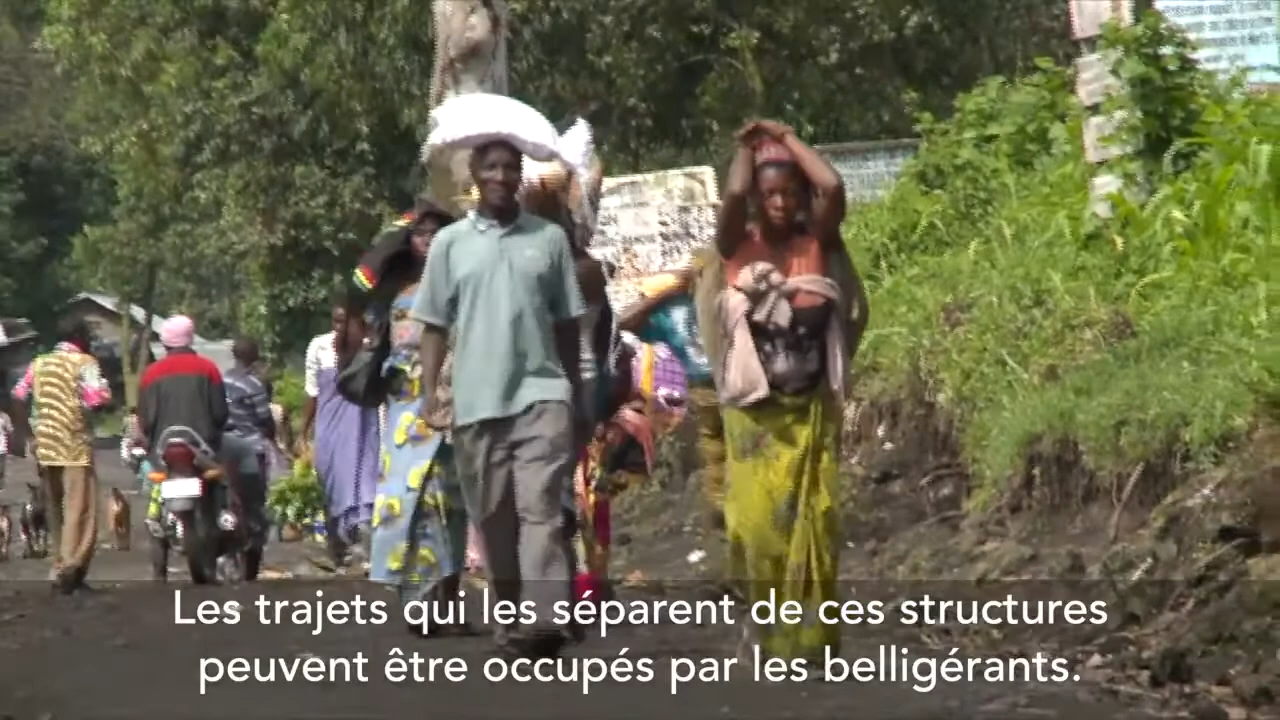 Les trajets qui les séparent de ces structures
peuvent être occupés par les belligérants.